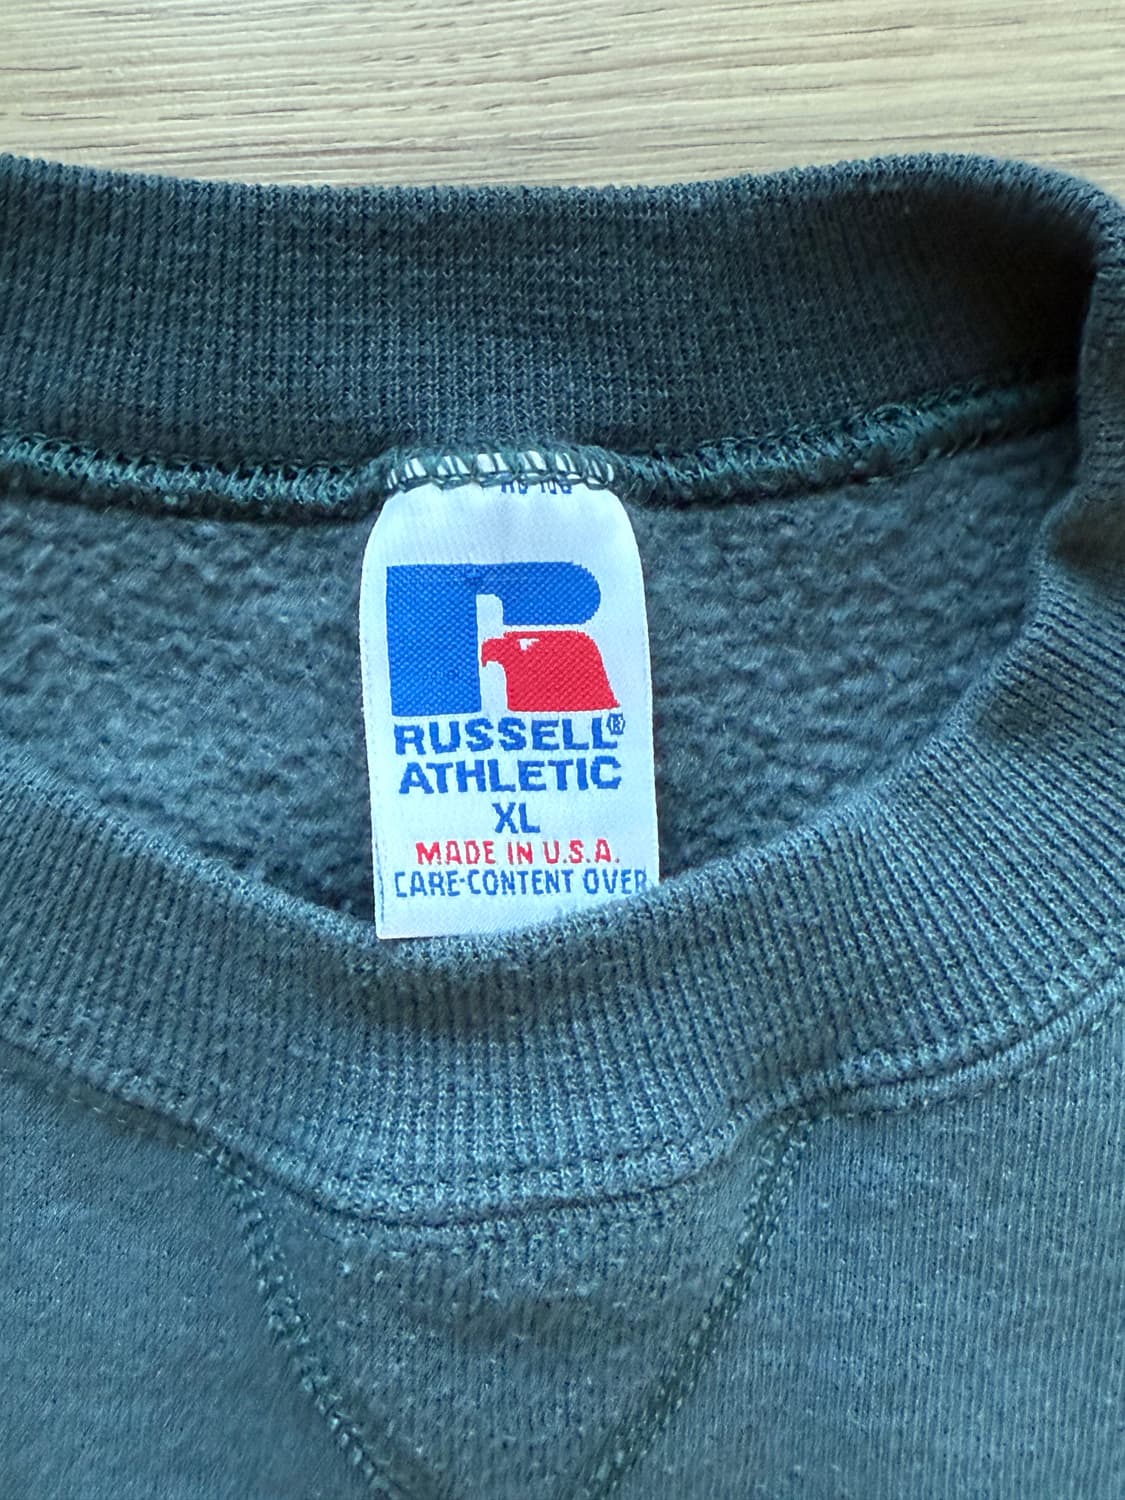 RUSSELL®
ATHLETIC
XL
MADE IN U.S.A.
CARE-CONTENT OVER